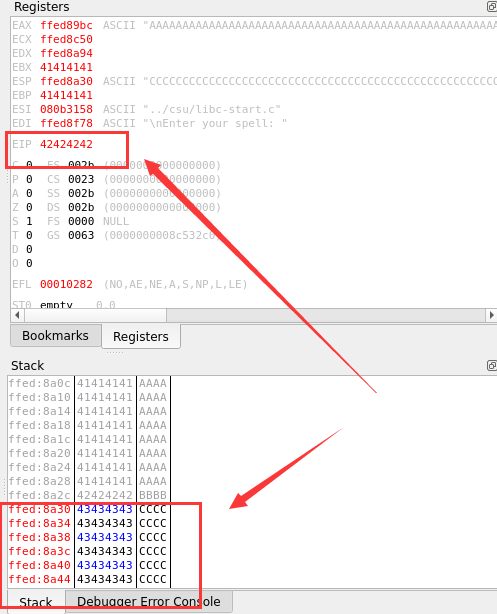 Registers
EAX ffed89bc ASCII "AAAAAAAAAAAAAAAAAAAAAAAAAAAAAAAAAAAAAAAAAAAAAAAAAAAA
ECX ffed8c50
EDX ffed8a94
EBX 41414141
ESP ffed8a30 ASCII "CCCCCCCCCCCCCCCCCCCCCCCCCCCCCCCCCCCCCCCCCCCCCCCCCCCC
EBP 41414141
ESI 080b3158 ASCII "../csu/libc-start.c"
EDI ffed8f78 ASCII "\nEnter your spell: "
EIP 42424242
C 0 ES 002b (0000000000000000)
P 0 CS 0023 (0000000000000000)
A 0 SS 002b (0000000000000000)
Z 0 DS 002b (0000000000000000)
S 1 FS 0000 NULL
T 0 GS 0063 (0000000008c532c0)
D 0
O 0
EFL 00010282 (NO,AE,NE,A,S,NP,L,LE)
ST0 empty 0.0
Bookmarks Registers
Stack
ffed:8a0c 41414141 AAAA
ffed:8a10 41414141 AAAA
ffed:8a14 41414141 AAAA
ffed:8a18 41414141 AAAA
ffed:8a1c 41414141 AAAA
ffed:8a20 41414141 AAAA
ffed:8a24 41414141 AAAA
ffed:8a28 41414141 AAAA
ffed:8a2c 42424242 BBBB
ffed:8a30 43434343 CCCC
ffed:8a34 43434343 CCCC
ffed:8a38 43434343 CCCC
ffed:8a3c 43434343 CCCC
ffed:8a40 43434343 CCCC
ffed:8a44 43434343 CCCC
Stack Debugger Error Console